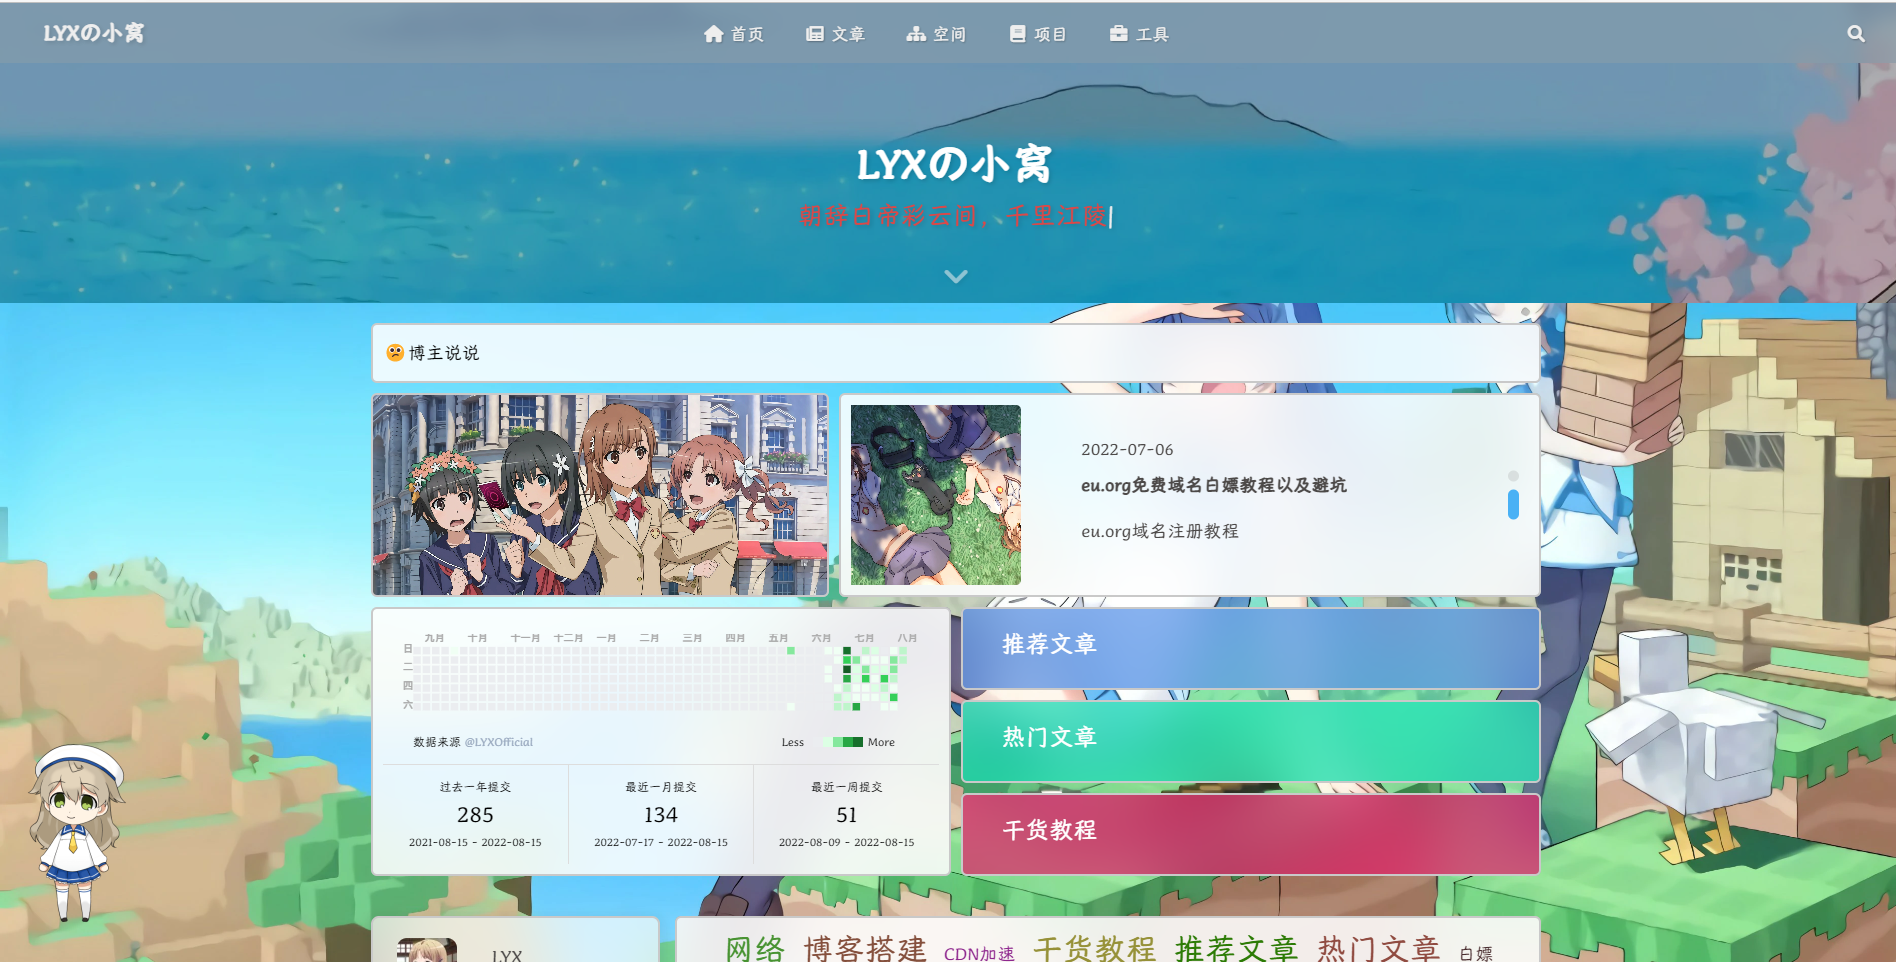 LYXの小窝
首页 文章 空间 项目 工具
LYXの小窝
朝辞白帝彩云间，千里江陵|
博主说说
2022-07-06
eu.org免费域名白嫖教程以及避坑
eu.org域名注册教程
九月 十月 十一月 十二月 一月 二月 三月 四月 五月 六月 七月 八月
日
二
四
六
数据来源 @LYXOfficial
Less More
过去一年提交 最近一月提交 最近一周提交
285 134 51
2021-08-15 - 2022-08-15 2022-07-17 - 2022-08-15 2022-08-09 - 2022-08-15
推荐文章
热门文章
干货教程
LYX
网络 博客搭建 CDN加速 干货教程 推荐文章 热门文章 白嫖